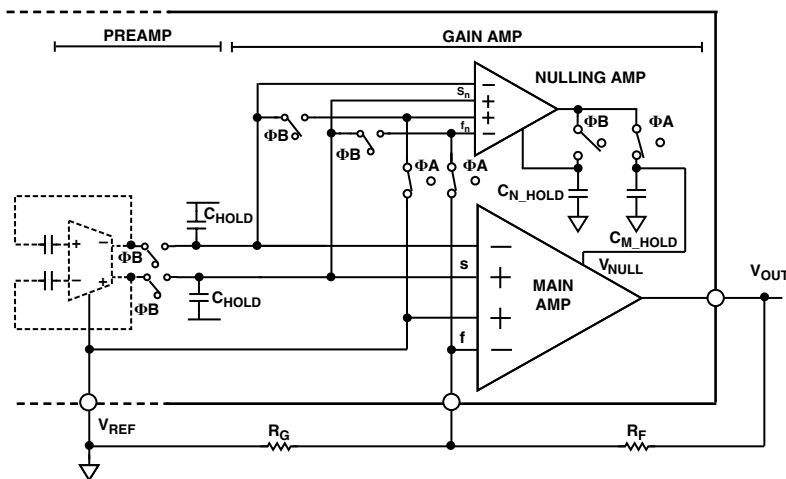 PREAMP
GAIN AMP
NULLING AMP
Sn
−
+
+
fn
−
ΦB
ΦB
ΦB
ΦA
ΦA
ΦA
CN_HOLD
CM_HOLD
CHOLD
+
−
−
+
ΦB
ΦB
CHOLD
−
S
+
+
f
−
MAIN
AMP
VNULL
VOUT
VREF
RG
RF